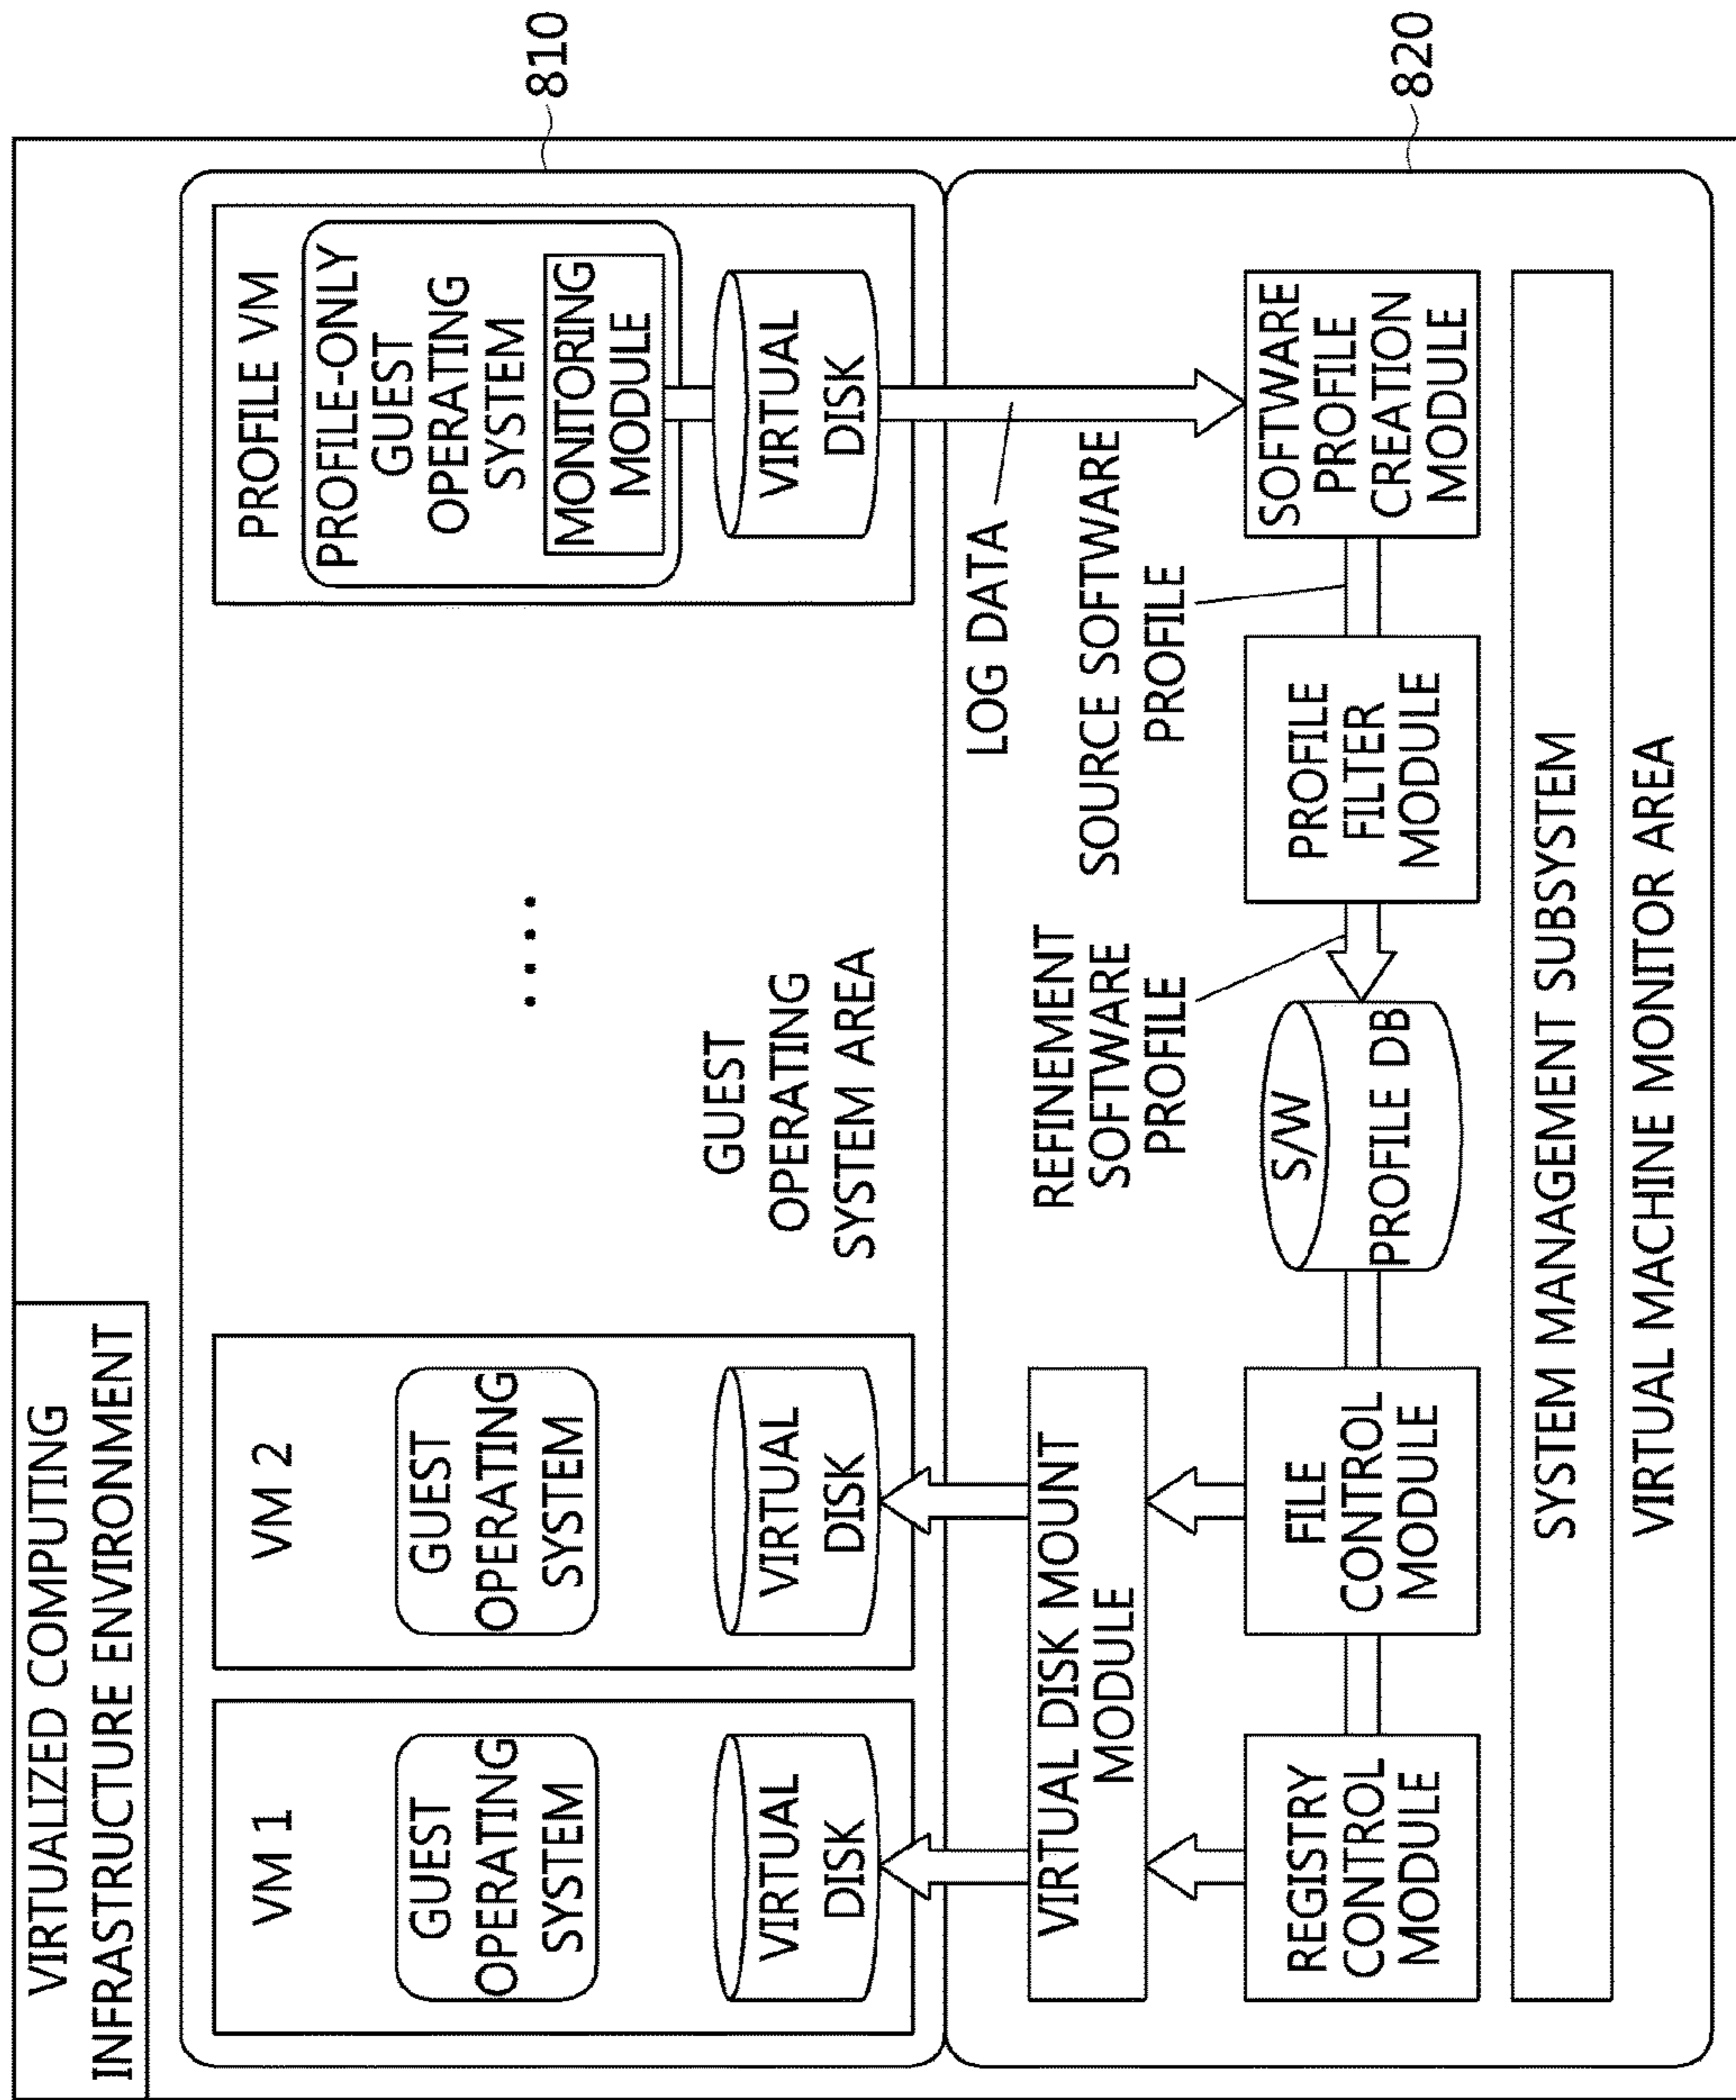 VIRTUALIZED COMPUTING
INFRASTRUCTURE ENVIRONMENT
VM 1
GUEST
OPERATING
SYSTEM
VIRTUAL
DISK
VM 2
GUEST
OPERATING
SYSTEM
VIRTUAL
DISK
GUEST
OPERATING
SYSTEM AREA
PROFILE VM
PROFILE-ONLY
GUEST
OPERATING
SYSTEM
MONITORING
MODULE
VIRTUAL
DISK
810
VIRTUAL DISK MOUNT
MODULE
REGISTRY
CONTROL
MODULE
FILE
CONTROL
MODULE
S/W
PROFILE DB
REFINEMENT
SOFTWARE
PROFILE
PROFILE
FILTER
MODULE
LOG DATA
SOURCE SOFTWARE
PROFILE
SOFTWARE
PROFILE
CREATION
MODULE
820
SYSTEM MANAGEMENT SUBSYSTEM
VIRTUAL MACHINE MONITOR AREA